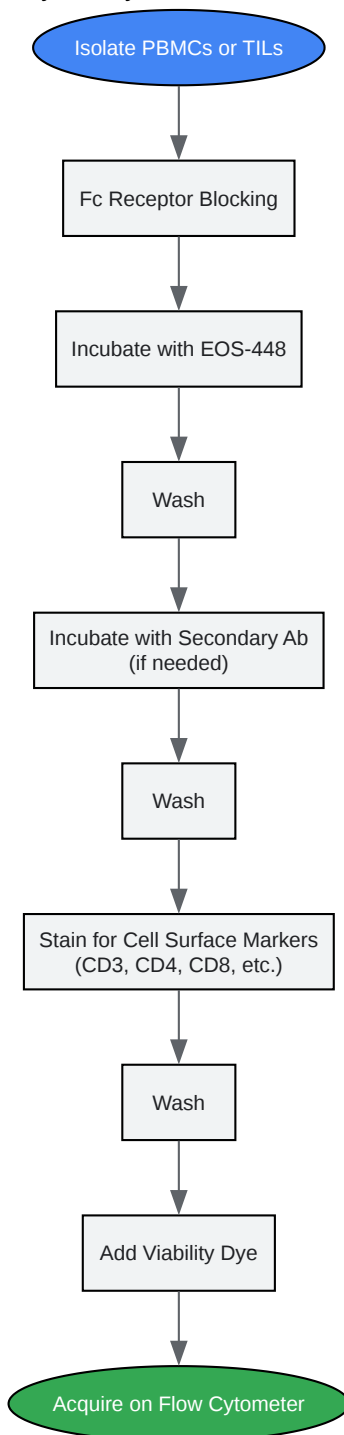 Isolate PBMCs or TILs
Fc Receptor Blocking
Incubate with EOS-448
Wash
Incubate with Secondary Ab
(if needed)
Wash
Stain for Cell Surface Markers
(CD3, CD4, CD8, etc.)
Wash
Add Viability Dye
Acquire on Flow Cytometer